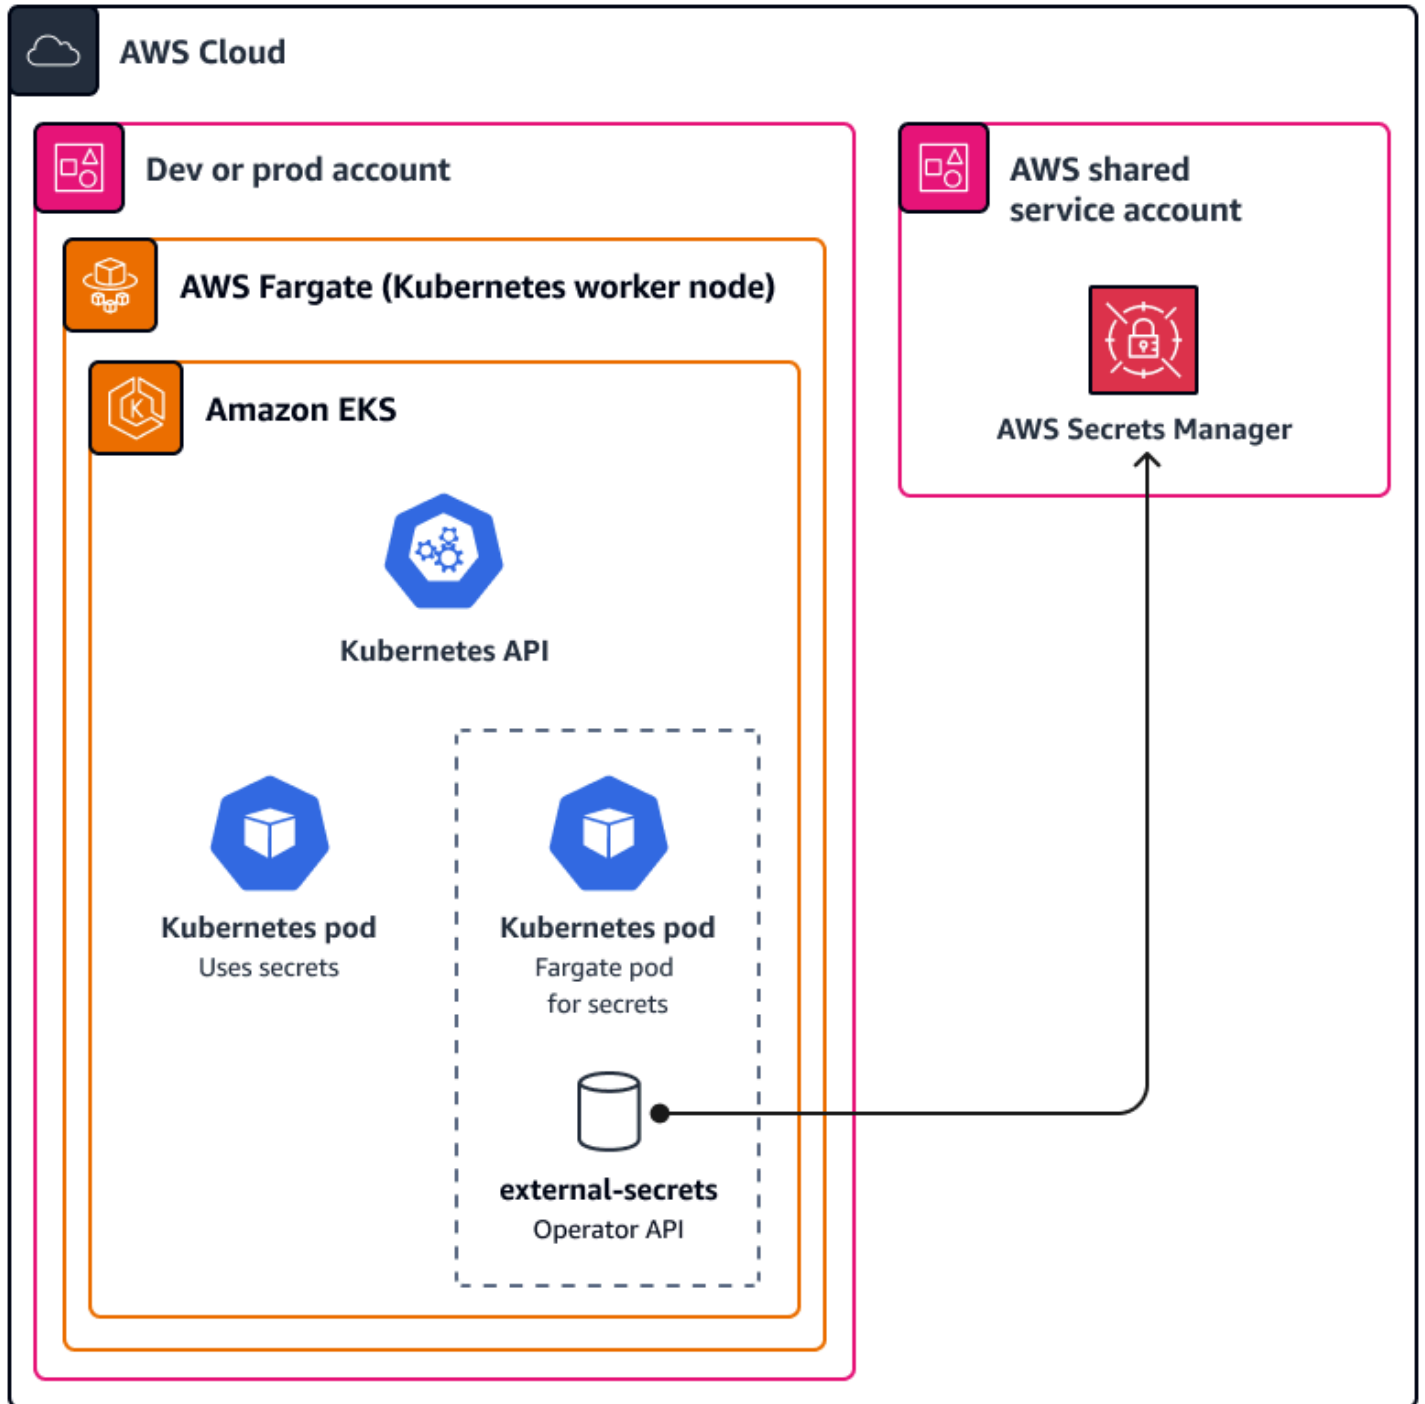 AWS Cloud
Dev or prod account
AWS Fargate (Kubernetes worker node)
Amazon EKS
K
Kubernetes API
Kubernetes pod
Uses secrets
Kubernetes pod
Fargate pod
for secrets
external-secrets
Operator API
AWS shared
service account
AWS Secrets Manager